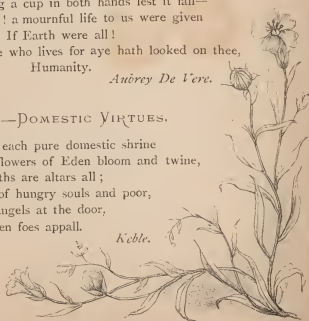 g a cup in both hands lest it fall—
! a mournful life to us were given
If Earth were all!
e who lives for aye hath looked on thee,
Humanity.
Aubrey De Vere.
—DOMESTIC VIRTUES.
each pure domestic shrine
lowers of Eden bloom and twine,
ths are altars all;
of hungry souls and poor,
ngels at the door,
en foes appall.
Keble.